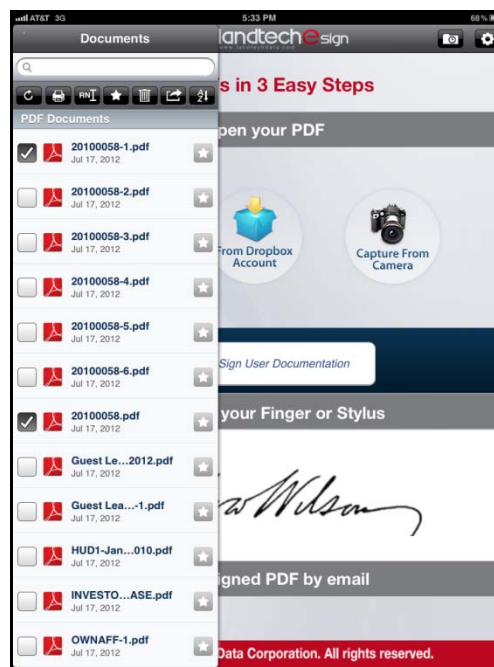 AT&T 3G
5:33 PM
68%
Documents
landtech e sign
www.landtechdata.com
RN
A
Z
PDF Documents
20100058-1.pdf
Jul 17, 2012
20100058-2.pdf
Jul 17, 2012
20100058-3.pdf
Jul 17, 2012
20100058-4.pdf
Jul 17, 2012
20100058-5.pdf
Jul 17, 2012
20100058-6.pdf
Jul 17, 2012
20100058.pdf
Jul 17, 2012
Guest Le...2012.pdf
Jul 17, 2012
Guest Lea...-1.pdf
Jul 17, 2012
HUD1-Jan...010.pdf
Jul 17, 2012
INVESTO...ASE.pdf
Jul 17, 2012
OWNAFF-1.pdf
Jul 17, 2012
s in 3 Easy Steps
pen your PDF
From Dropbox
Account
Capture From
Camera
Sign User Documentation
your Finger or Stylus
Wilson
igned PDF by email
Data Corporation. All rights reserved.